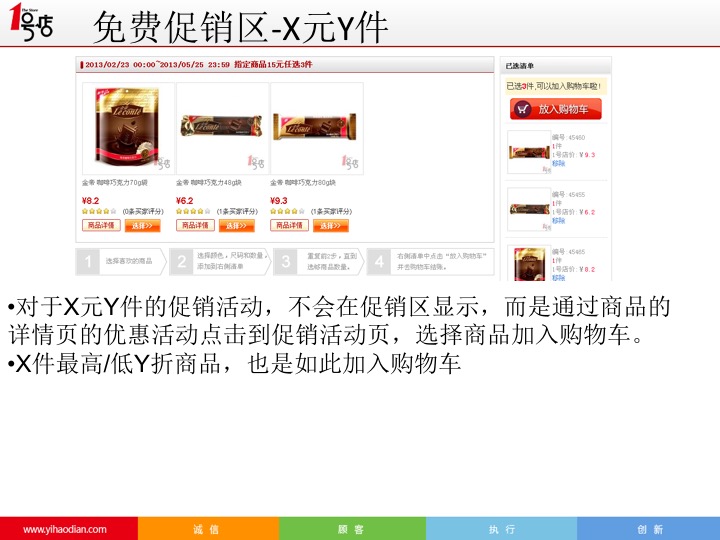 1号店
The Store
免费促销区-X元Y件
2013/02/23 00:00~2013/05/25 23:59 指定商品15元任选3件
金帝 咖啡巧克力70g袋
¥8.2
(0条买家评分)
商品详情 选择>>
金帝 咖啡巧克力48g块
¥6.2
(1条买家评分)
商品详情 选择>>
金帝 咖啡巧克力80g块
¥9.3
(1条买家评分)
商品详情 选择>>
1 选择喜欢的商品
2 选择颜色,尺码和数量,
添加到右侧清单
3 重复前2步,直到
选够商品数量。
4 右侧清单中点击“放入购物车”
并去购物车结账。
已选清单
已选3件,可以加入购物车啦!
放入购物车
编号:45460
1件
1号店价:¥ 9.3
移除
编号:45455
1件
1号店价:¥ 6.2
移除
编号:45465
1件
1号店价:¥ 8.2
移除
•对于X元Y件的促销活动，不会在促销区显示，而是通过商品的
详情页的优惠活动点击到促销活动页，选择商品加入购物车。
•X件最高/低Y折商品，也是如此加入购物车
www.yihaodian.com 诚 信 顾 客 执 行 创 新